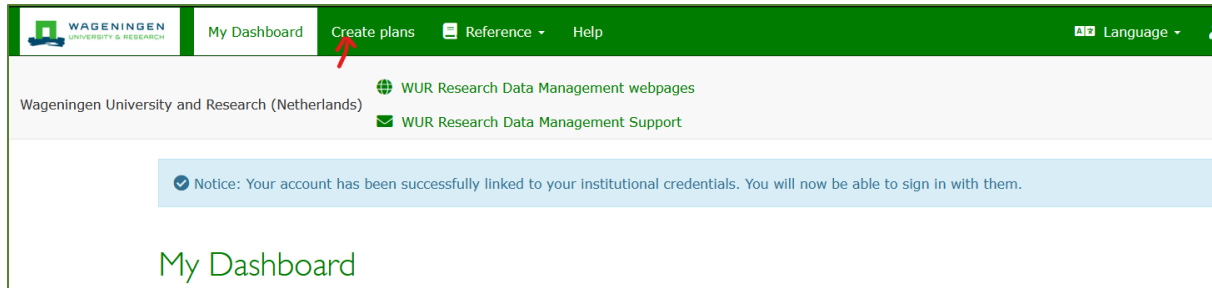 WAGENINGEN
UNIVERSITY & RESEARCH
My Dashboard Create plans Reference Help Language
WUR Research Data Management webpages
Wageningen University and Research (Netherlands)
WUR Research Data Management Support
Notice: Your account has been successfully linked to your institutional credentials. You will now be able to sign in with them.
My Dashboard